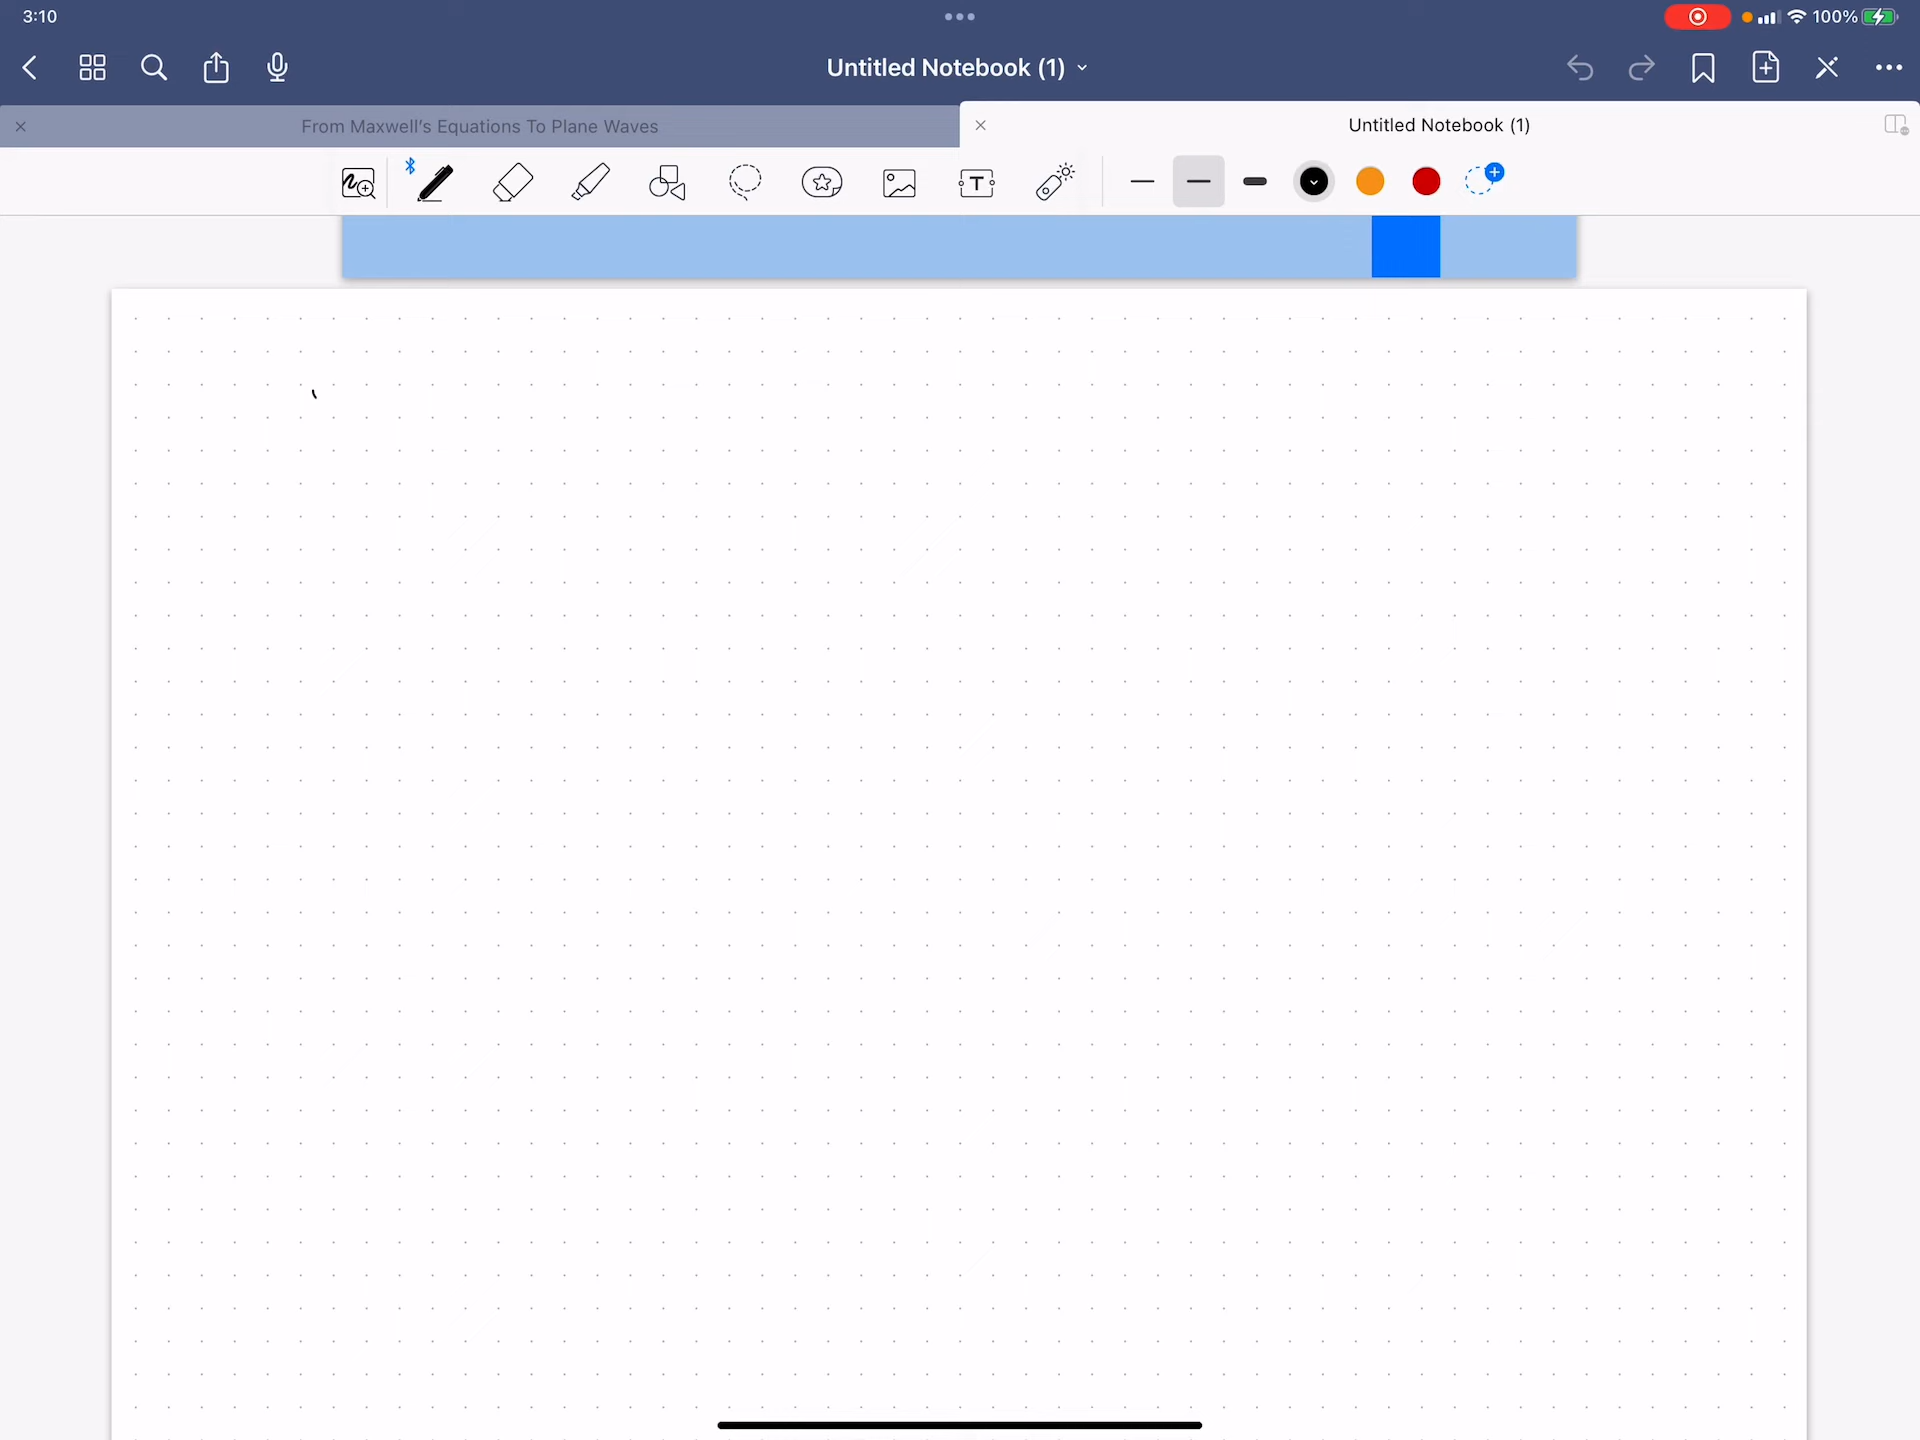 3:10
100%
Untitled Notebook (1)
From Maxwell's Equations To Plane Waves
Untitled Notebook (1)
T